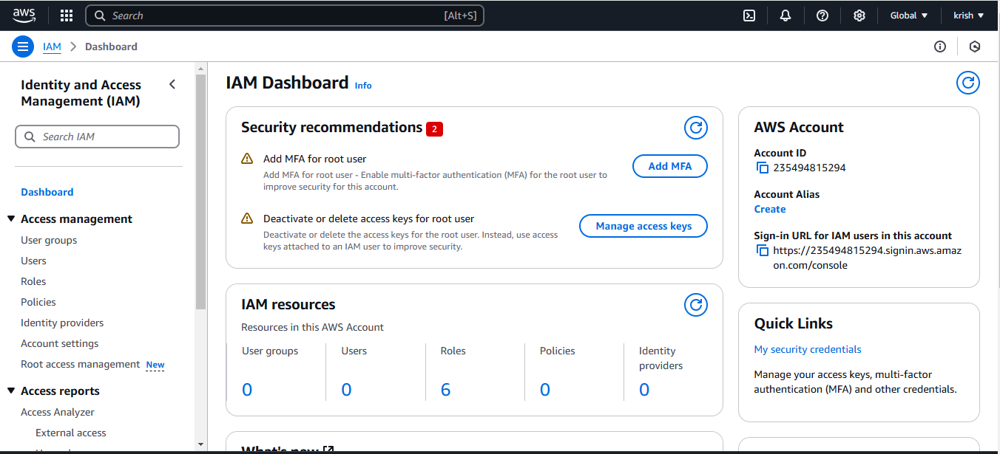 aws
Search [Alt+S]
Global
krish
IAM
Dashboard
Identity and Access
Management (IAM)
Search IAM
Dashboard
Access management
User groups
Users
Roles
Policies
Identity providers
Account settings
Root access management New
Access reports
Access Analyzer
External access
IAM Dashboard Info
Security recommendations 2
Add MFA for root user
Add MFA for root user - Enable multi-factor authentication (MFA) for the root user to
improve security for this account.
Add MFA
Deactivate or delete access keys for root user
Deactivate or delete the access keys for the root user. Instead, use access
keys attached to an IAM user to improve security.
Manage access keys
IAM resources
Resources in this AWS Account
User groups
0
Users
0
Roles
6
Policies
0
Identity
providers
0
What's new
AWS Account
Account ID
235494815294
Account Alias
Create
Sign-in URL for IAM users in this account
https://235494815294.signin.aws.amaz
on.com/console
Quick Links
My security credentials
Manage your access keys, multi-factor
authentication (MFA) and other credentials.